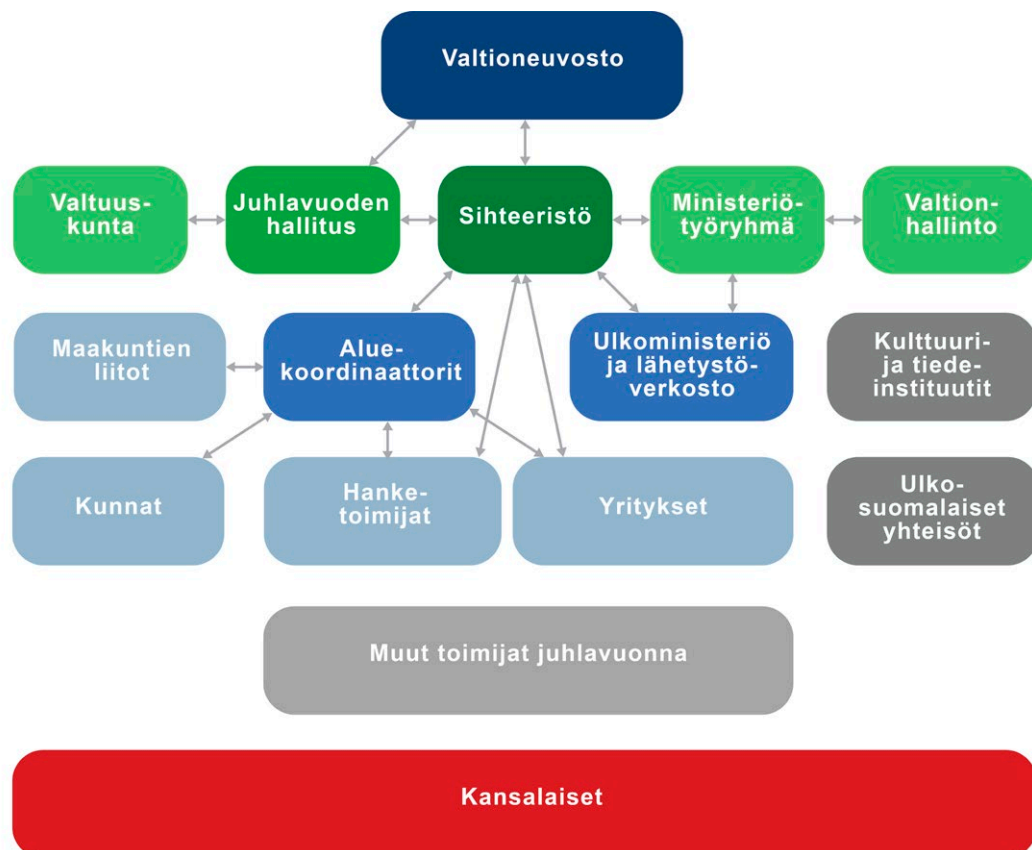 Valtioneuvosto
Valtuus-
kunta
Juhlavuoden
hallitus
Sihteeristö
Ministeriö-
työryhmä
Valtion-
hallinto
Maakuntien
liitot
Alue-
koordinaattorit
Ulkoministeriö
ja lähetystö-
verkosto
Kulttuuri-
ja tiede-
instituutit
Kunnat
Hanke-
toimijat
Yritykset
Ulko-
suomalaiset
yhteisöt
Muut toimijat juhlavuonna
Kansalaiset